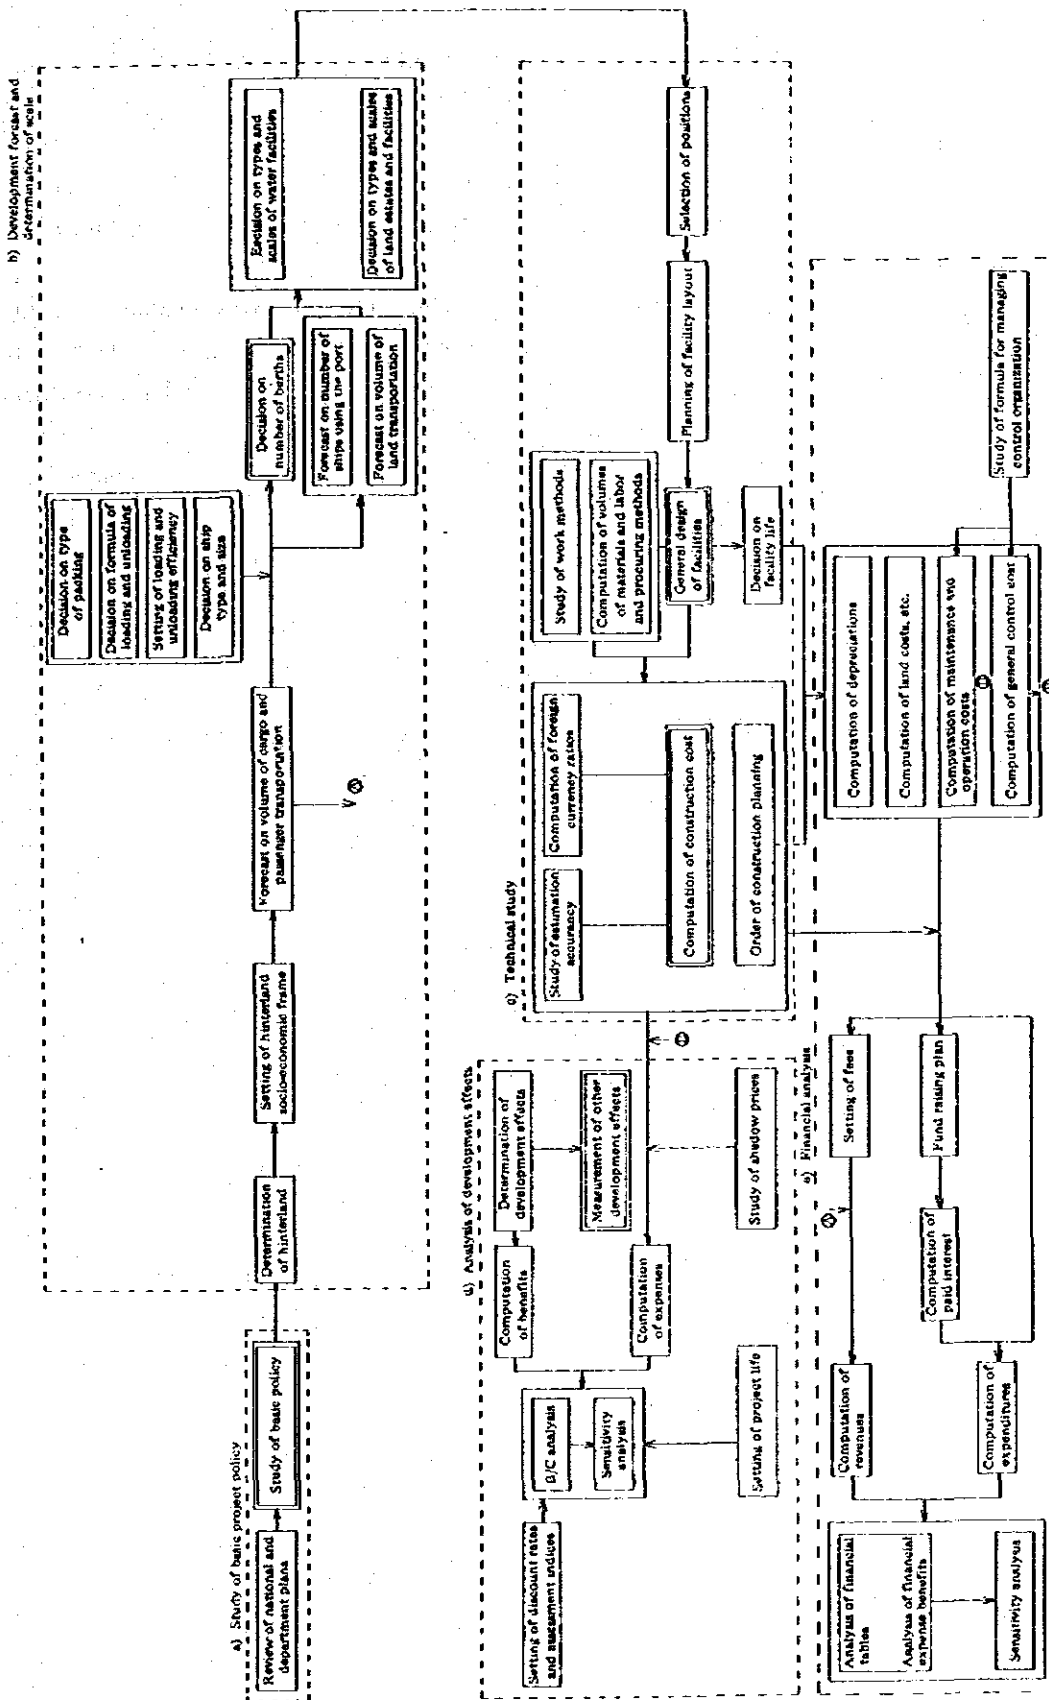 a) Study of basic project policy
Review of national and
department plans
Study of basic policy
b) Development forecast and
determination of scale
Determination
of hinterland
Setting of hinterland
socio-economic frame
Forecast on volume of cargo and
passenger transportation
Decision on type
of packing
Decision on formula of
loading and unloading
Setting of loading and
unloading efficiency
Decision on ship
type and size
Decision on
number of berths
Forecast on number of
ships using the port
Forecast on volume of
land transportation
Decision on types and
scales of water facilities
Decision on types and scales
of land estates and facilities
c) Technical study
Selection of positions
Planning of facility layout
Study of work methods
Computation of volumes
of materials and labor
and procuring methods
General design
of facilities
Decision on
facility life
Study of estimation
accurancy
Computation of foreign
currency ration
Computation of construction cost
Order of construction planning
d) Analysis of development effects
Determination of
development effects
Measurement of other
development effects
Computation
of benefits
Computation
of expenses
Study of shadow prices
B/C analysis
Sensitivity
analysis
Setting of discount rates
and assessment indices
Setting of project life
e) Financial analysis
Study of formula for managing
control organization
Computation of depreciations
Computation of land costs, etc.
Computation of maintenance and
operation costs
Computation of general control cost
Setting of fees
Fund raising plan
Computation of
paid interest
Computation of
revenues
Computation of
expenditures
Analysis of financial
tables
Analysis of financial
expense benefits
Sensitivity analysis